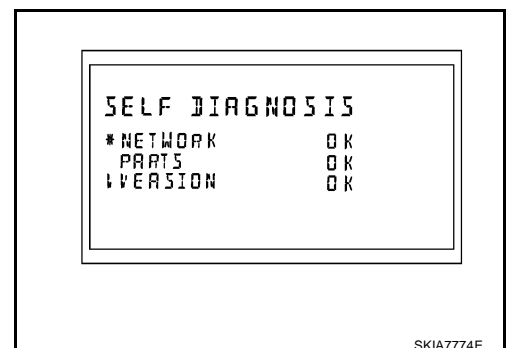 SELF DIAGNOSIS
*NETWORK OK
PARTS OK
VERSION OK
SKIA7774E